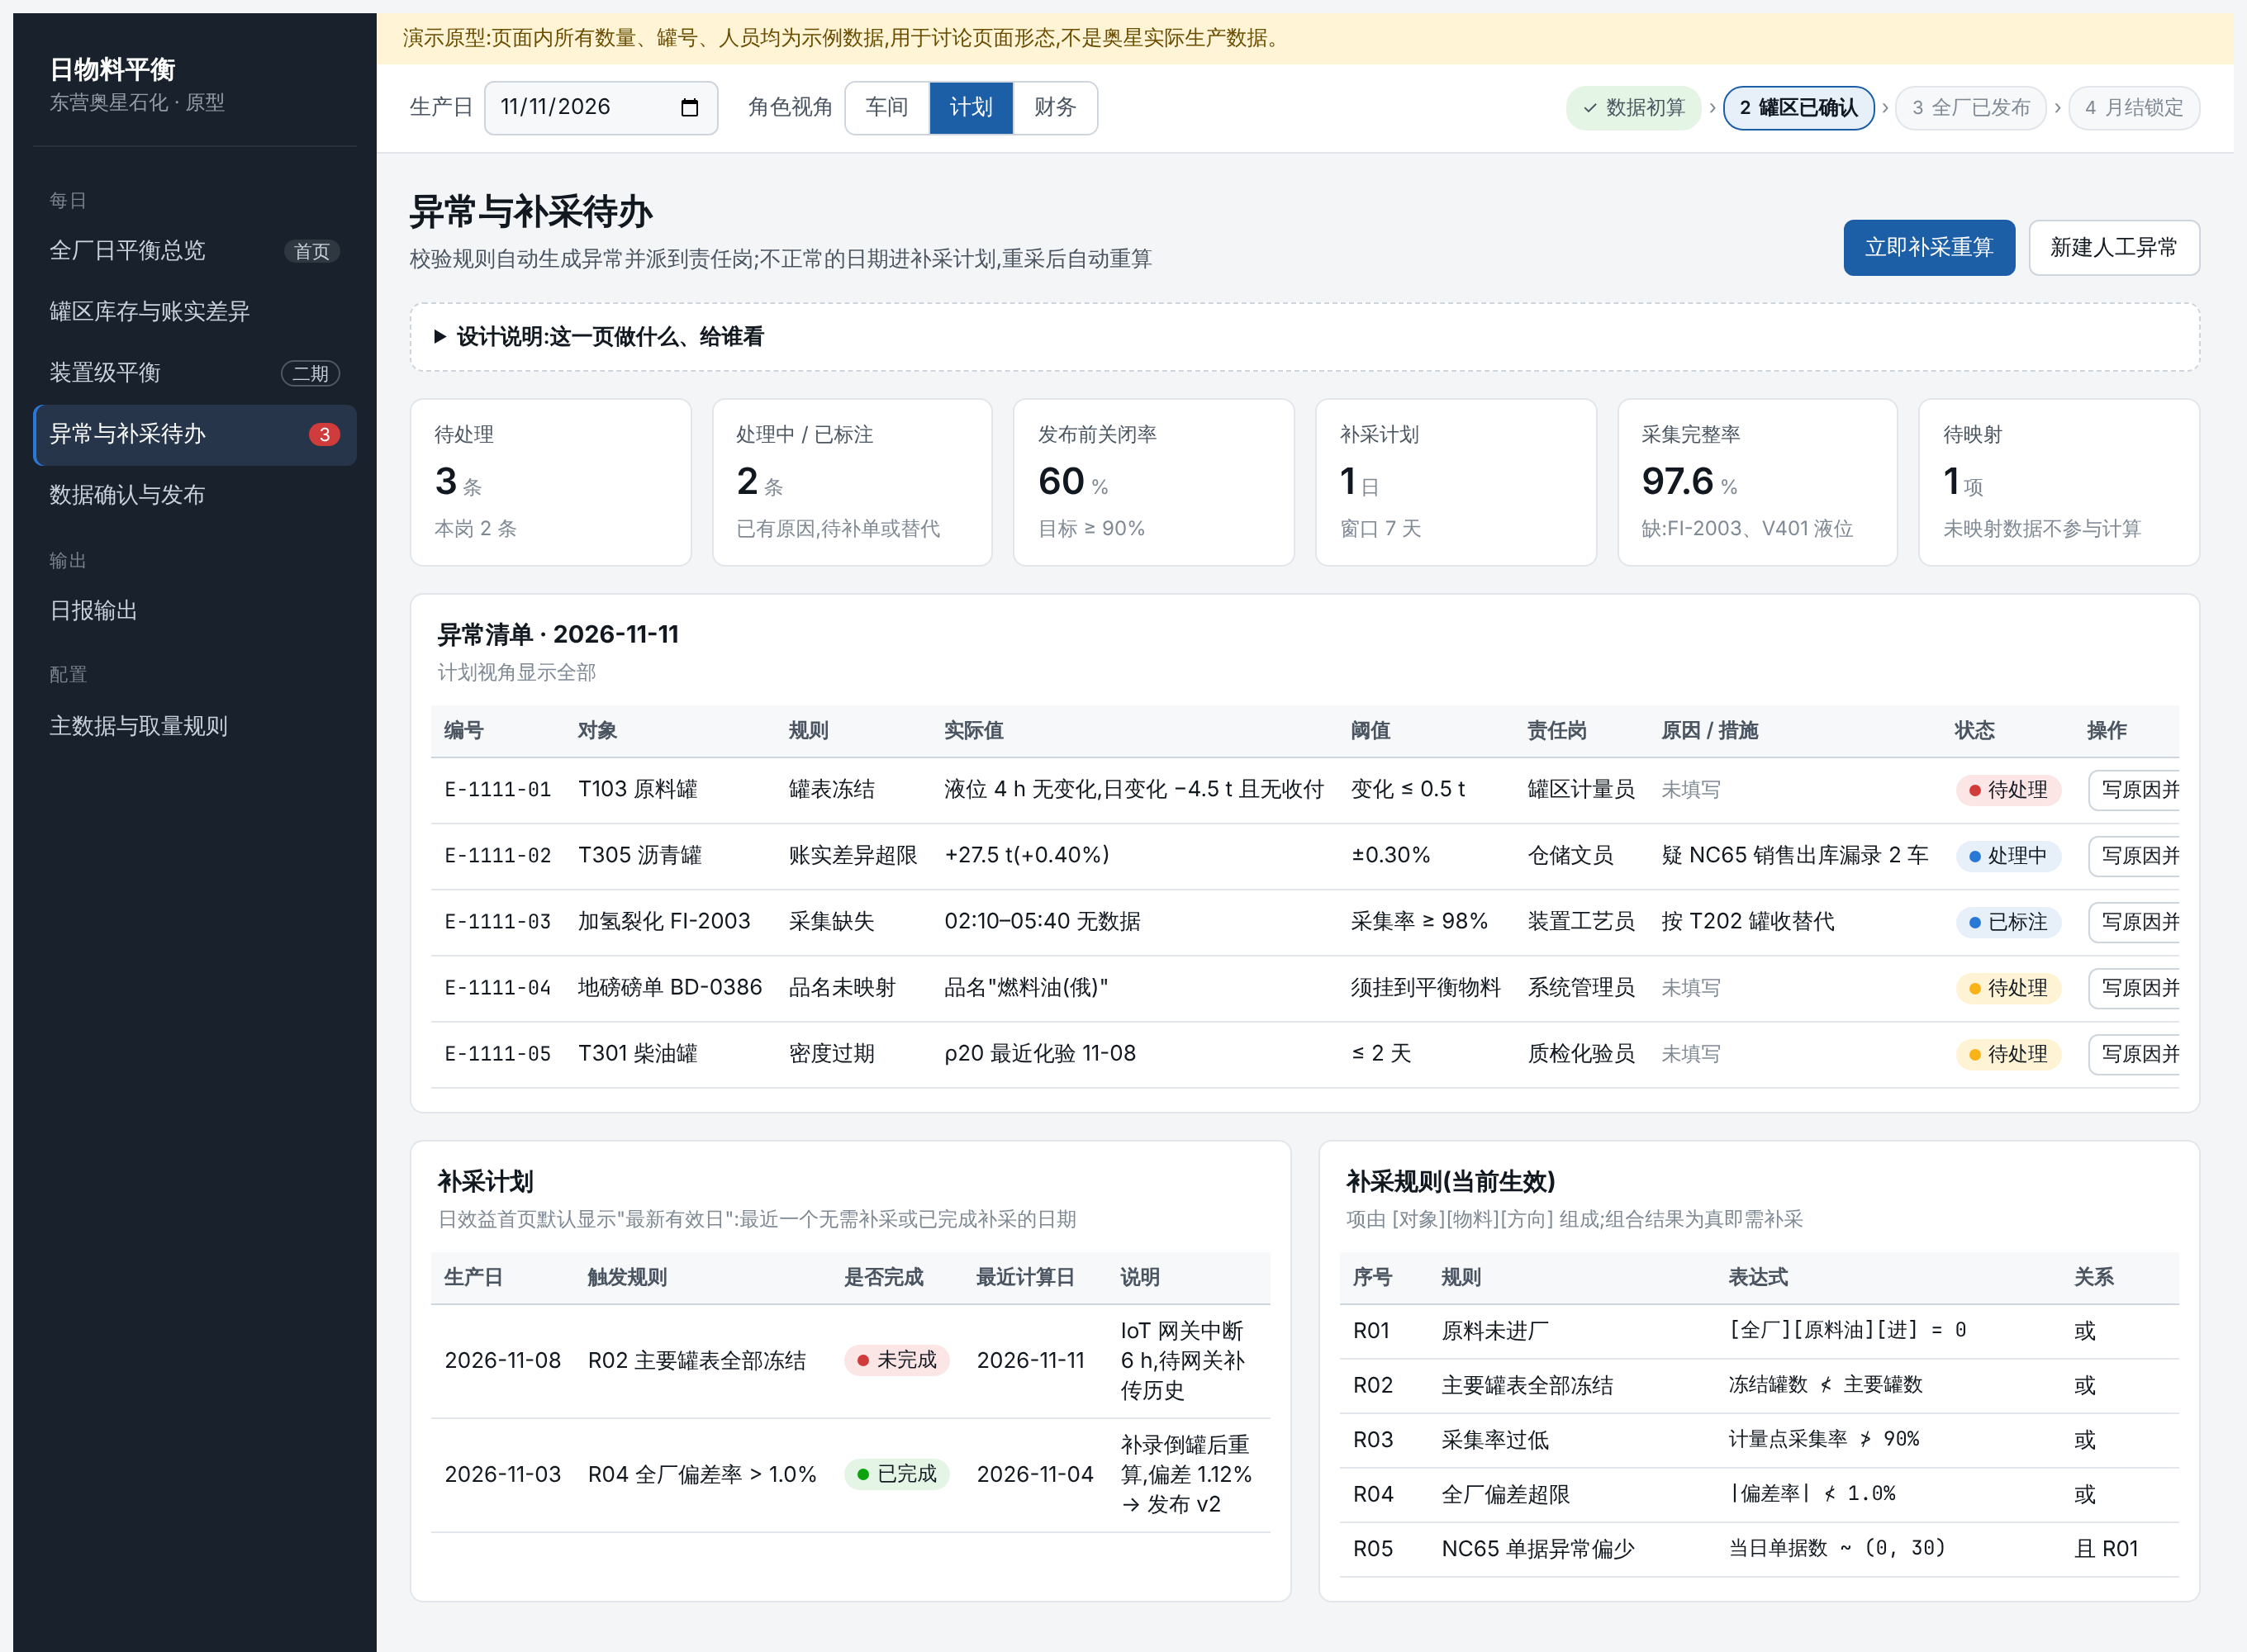 日物料平衡
东营奥星石化 · 原型
每日
全厂日平衡总览 首页
罐区库存与账实差异
装置级平衡 二期
异常与补采待办 3
数据确认与发布
输出
日报输出
配置
主数据与取量规则
演示原型:页面内所有数量、罐号、人员均为示例数据,用于讨论页面形态,不是奥星实际生产数据。
生产日 11/11/2026 角色视角 车间 计划 财务 ✓ 数据初算 › 2 罐区已确认 › 3 全厂已发布 › 4 月结锁定
异常与补采待办
校验规则自动生成异常并派到责任岗;不正常的日期进补采计划,重采后自动重算
立即补采重算 新建人工异常
▶ 设计说明:这一页做什么、给谁看
待处理
3 条
本岗 2 条
处理中 / 已标注
2 条
已有原因,待补单或替代
发布前关闭率
60 %
目标 ≥ 90%
补采计划
1 日
窗口 7 天
采集完整率
97.6 %
缺:FI-2003、V401 液位
待映射
1 项
未映射数据不参与计算
异常清单 · 2026-11-11
计划视角显示全部
编号 对象 规则 实际值 阈值 责任岗 原因 / 措施 状态 操作
E-1111-01 T103 原料罐 罐表冻结 液位 4 h 无变化,日变化 −4.5 t 且无收付 变化 ≤ 0.5 t 罐区计量员 未填写 待处理 写原因并
E-1111-02 T305 沥青罐 账实差异超限 +27.5 t(+0.40%) ±0.30% 仓储文员 疑 NC65 销售出库漏录 2 车 处理中 写原因并
E-1111-03 加氢裂化 FI-2003 采集缺失 02:10–05:40 无数据 采集率 ≥ 98% 装置工艺员 按 T202 罐收替代 已标注 写原因并
E-1111-04 地磅磅单 BD-0386 品名未映射 品名"燃料油(俄)" 须挂到平衡物料 系统管理员 未填写 待处理 写原因并
E-1111-05 T301 柴油罐 密度过期 ρ20 最近化验 11-08 ≤ 2 天 质检化验员 未填写 待处理 写原因并
补采计划
日效益首页默认显示"最新有效日":最近一个无需补采或已完成补采的日期
生产日 触发规则 是否完成 最近计算日 说明
2026-11-08 R02 主要罐表全部冻结 未完成 2026-11-11 IoT 网关中断
6 h,待网关补
传历史
2026-11-03 R04 全厂偏差率 > 1.0% 已完成 2026-11-04 补录倒罐后重
算,偏差 1.12%
→ 发布 v2
补采规则(当前生效)
项由 [对象][物料][方向] 组成;组合结果为真即需补采
序号 规则 表达式 关系
R01 原料未进厂 [全厂][原料油][进] = 0 或
R02 主要罐表全部冻结 冻结罐数 ≮ 主要罐数 或
R03 采集率过低 计量点采集率 ≯ 90% 或
R04 全厂偏差超限 |偏差率| ≮ 1.0% 或
R05 NC65 单据异常偏少 当日单据数 ~ (0, 30) 且 R01